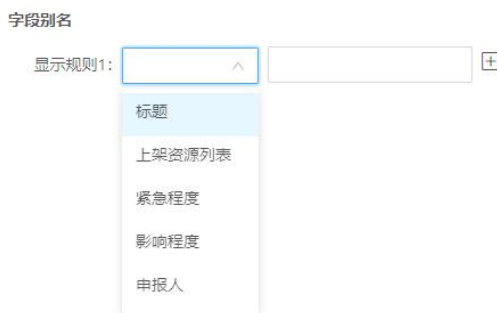 字段别名
显示规则1:
标题
上架资源列表
紧急程度
影响程度
申报人